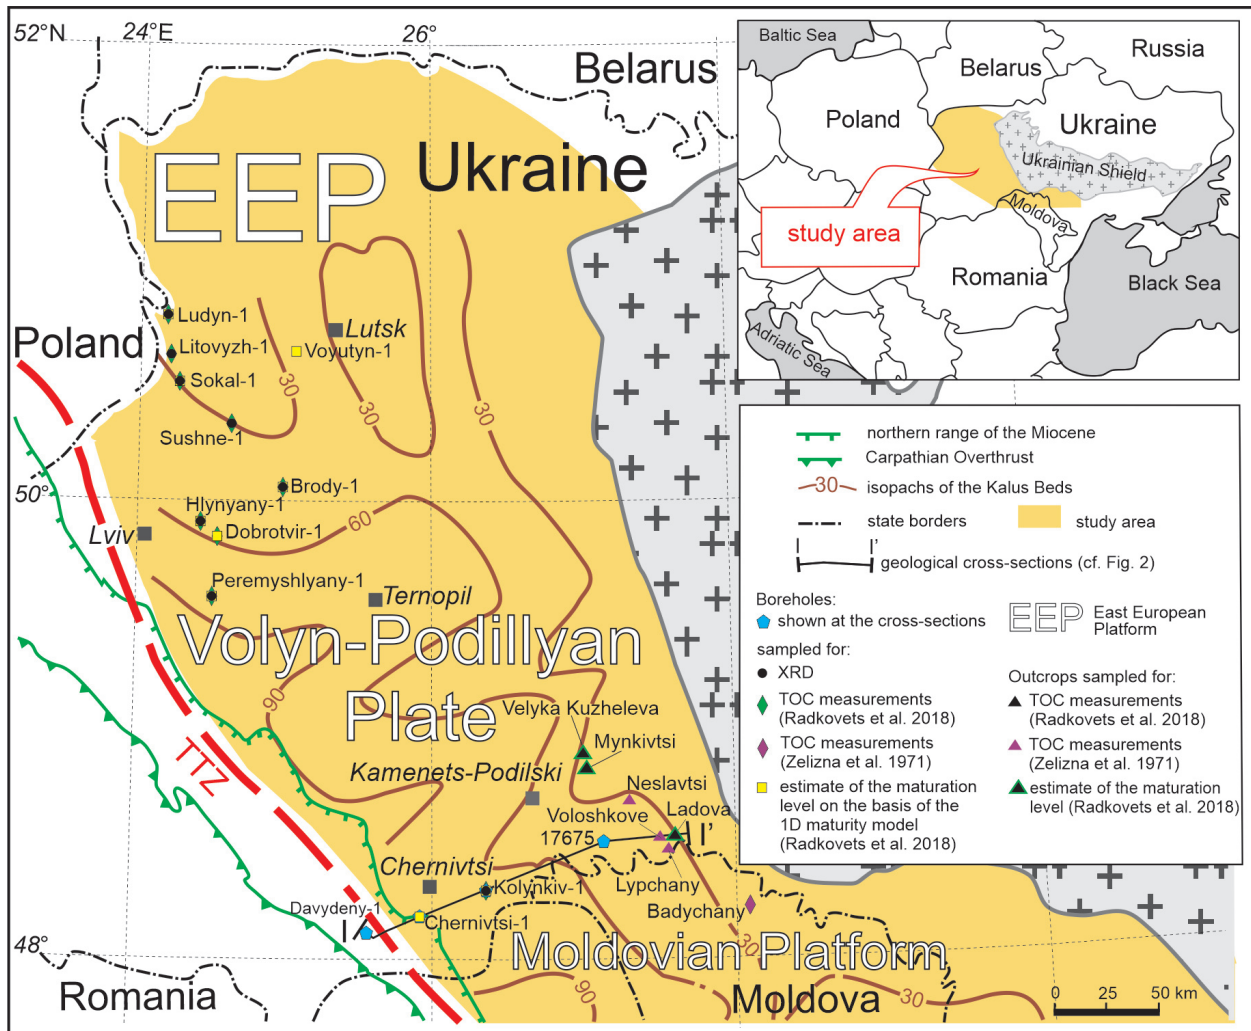 52°N
24°E
26°
Belarus
Ukraine
EEP
Poland
Ludyn-1
Litovyzh-1
Sokal-1
Sushne-1
Lutsk
Voyutyn-1
30
30
30
50°
Brody-1
Hlynyany-1
60
Lviv
Dobrotvir-1
Peremyshlyany-1
Ternopil
Volyn-Podillyan
Plate
90
TTZ
Velyka Kuzheleva
Mynkivtsi
Kamenets-Podilski
Neslavtsi
Voloshkove
Ladova
17675
I'
Chernivtsi
Kolynkiv-1
Lypchany
Badychany
Davydeny-1
I
Chernivtsi-1
48°
30
Moldovian Platform
Romania
90
Moldova
30
0 25 50 km
Baltic Sea
Russia
Belarus
Poland
Ukraine
Ukrainian Shield
Moldova
study area
Romania
Black Sea
Adriatic Sea
northern range of the Miocene
Carpathian Overthrust
30
isopachs of the Kalus Beds
state borders
study area
I I'
geological cross-sections (cf. Fig. 2)
Boreholes:
shown at the cross-sections
sampled for:
XRD
TOC measurements
(Radkovets et al. 2018)
TOC measurements
(Zelizna et al. 1971)
estimate of the maturation
level on the basis of the
1D maturity model
(Radkovets et al. 2018)
EEP
East European
Platform
Outcrops sampled for:
TOC measurements
(Radkovets et al. 2018)
TOC measurements
(Zelizna et al. 1971)
estimate of the maturation
level (Radkovets et al. 2018)